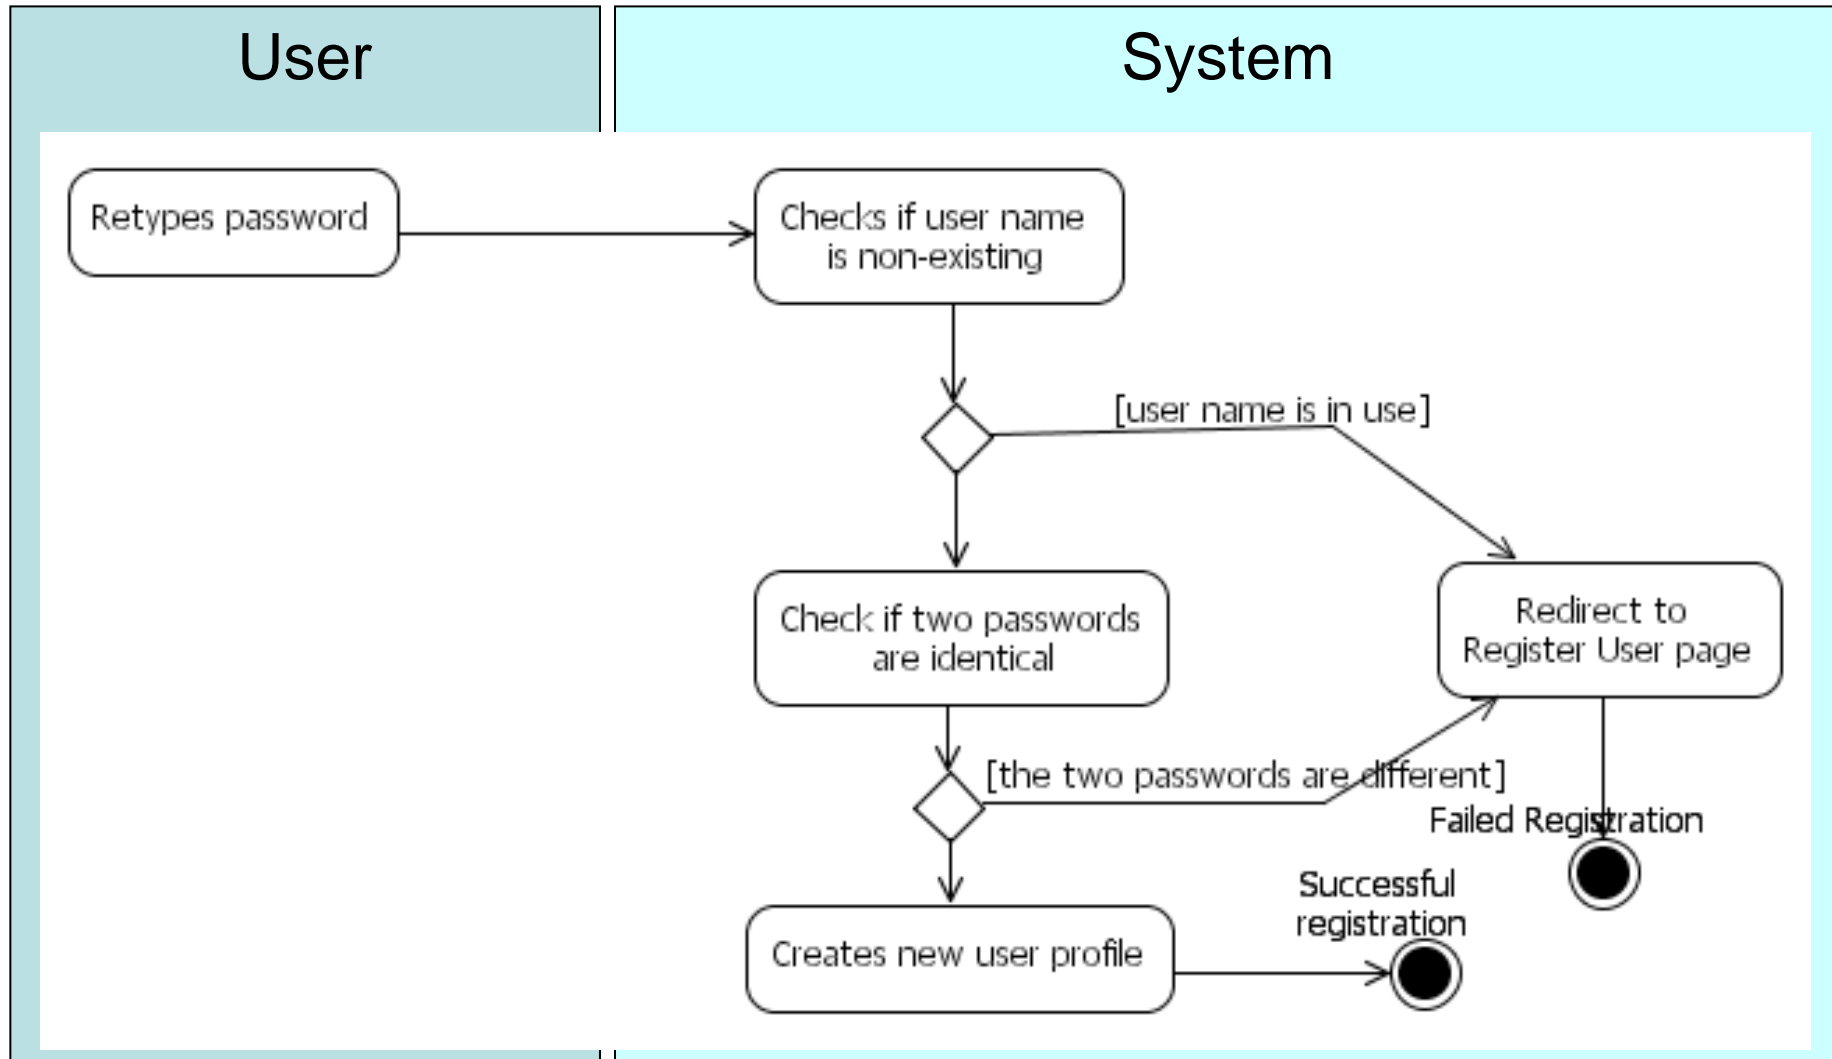 User
System
Retypes password
Checks if user name
is non-existing
[user name is in use]
Check if two passwords
are identical
Redirect to
Register User page
[the two passwords are different]
Failed Registration
Successful
registration
Creates new user profile